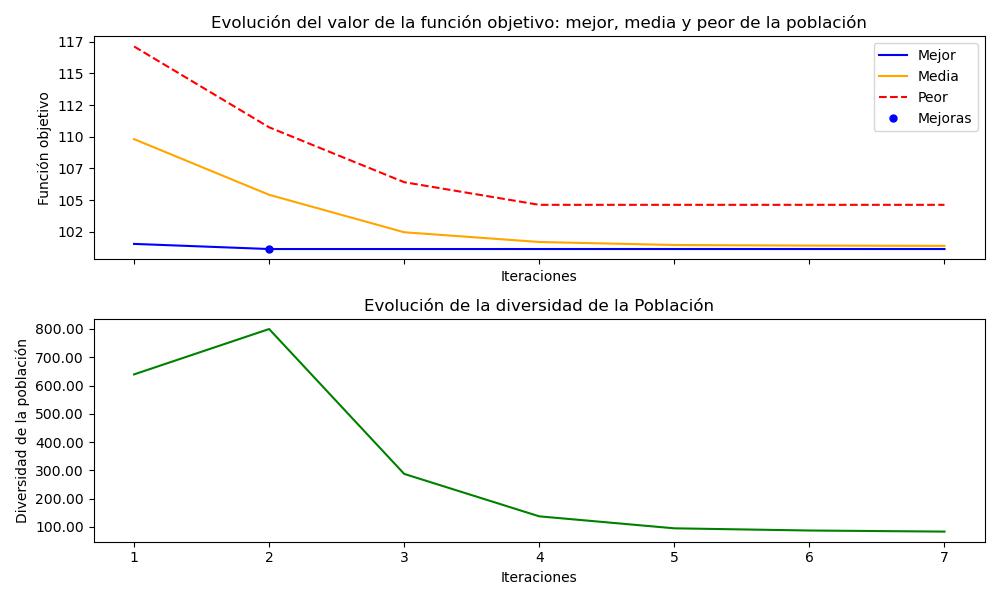 Evolución del valor de la función objetivo: mejor, media y peor de la población
117
115
112
110
107
105
102
Función objetivo
Mejor
Media
Peor
Mejoras
Iteraciones
Evolución de la diversidad de la Población
800.00
700.00
600.00
500.00
400.00
300.00
200.00
100.00
Diversidad de la población
1 2 3 4 5 6 7
Iteraciones